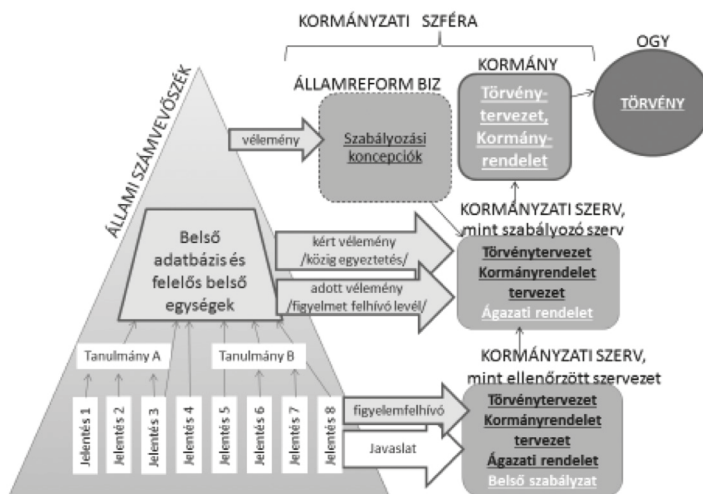 KORMÁNYZATI SZFÉRA
OGY
KORMÁNY
ÁLLAMREFORM BIZ
Törvény-
tervezet,
Kormány-
rendelet
TÖRVÉNY
vélemény
Szabályozási
koncepciók
ÁLLAMI SZÁMVEVŐSZÉK
KORMÁNYZATI SZERV,
mint szabályozó szerv
Belső
adatbázis és
felelős belső
egységek
kért vélemény
/közig egyeztetés/
adott vélemény
/figyelmet felhívó levél/
Törvénytervezet
Kormányrendelet
tervezet
Ágazati rendelet
Tanulmány A
Tanulmány B
KORMÁNYZATI SZERV,
mint ellenőrzött szervezet
Jelentés 1
Jelentés 2
Jelentés 3
Jelentés 4
Jelentés 5
Jelentés 6
Jelentés 7
Jelentés 8
figyelemfelhívó
Javaslat
Törvénytervezet
Kormányrendelet
tervezet
Ágazati rendelet
Belső szabályzat